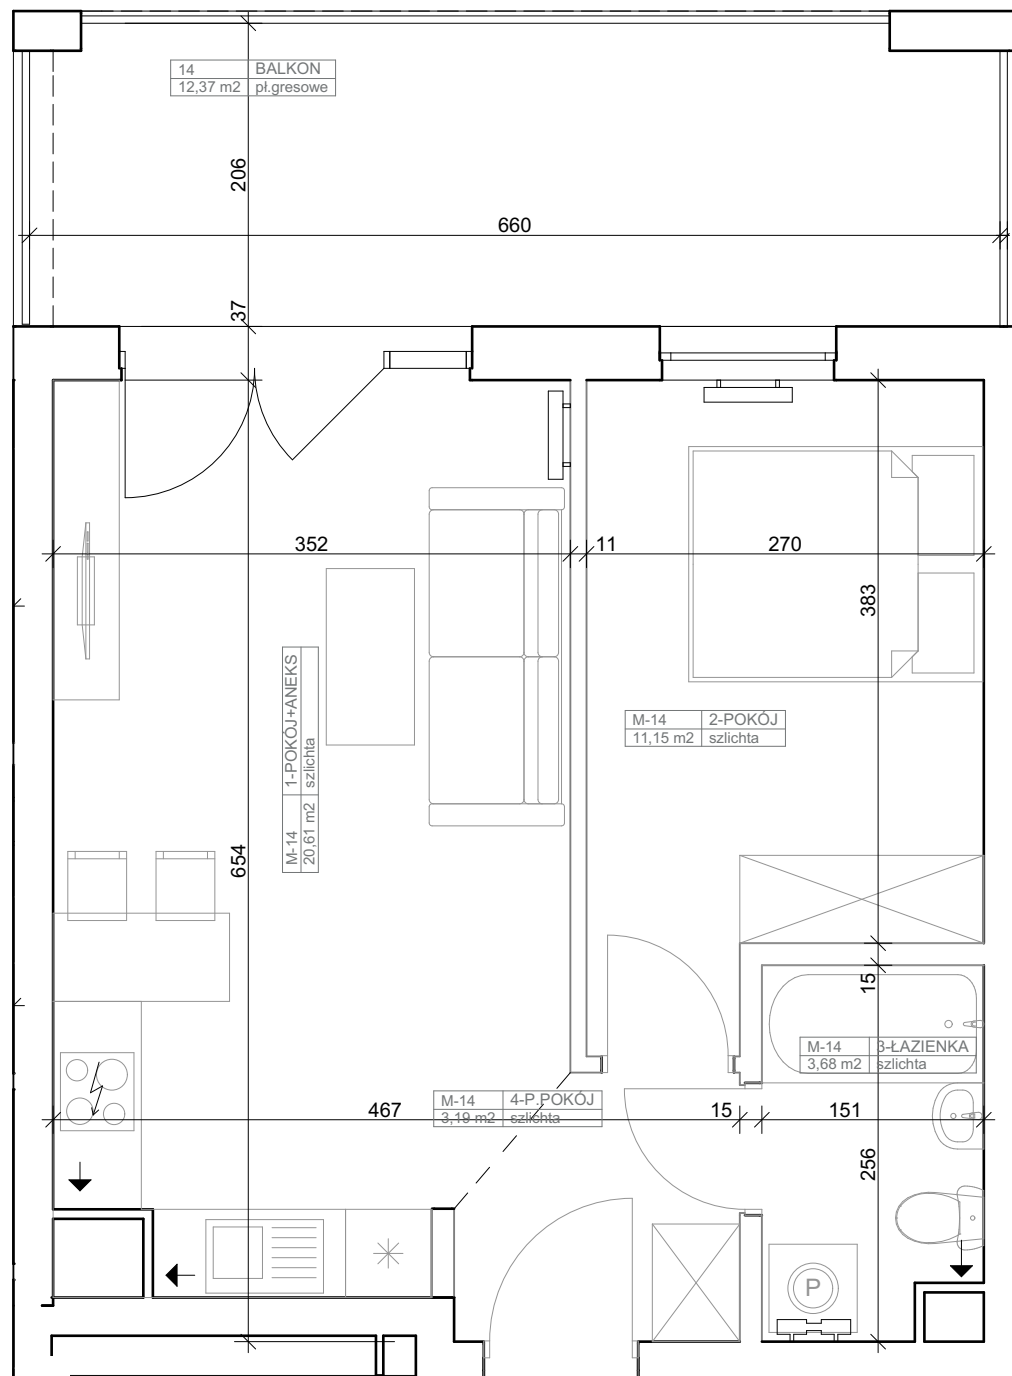 14 BALKON
12,37 m2 pł.gresowe
206
660
37
352
11
270
383
M-14 1-POKÓJ+ANEKS
20,61 m2 szlichta
M-14 2-POKÓJ
11,15 m2 szlichta
654
15
M-14 3-ŁAZIENKA
3,68 m2 szlichta
M-14 4-P.POKÓJ
3,19 m2 szlichta
467
15
151
256
P